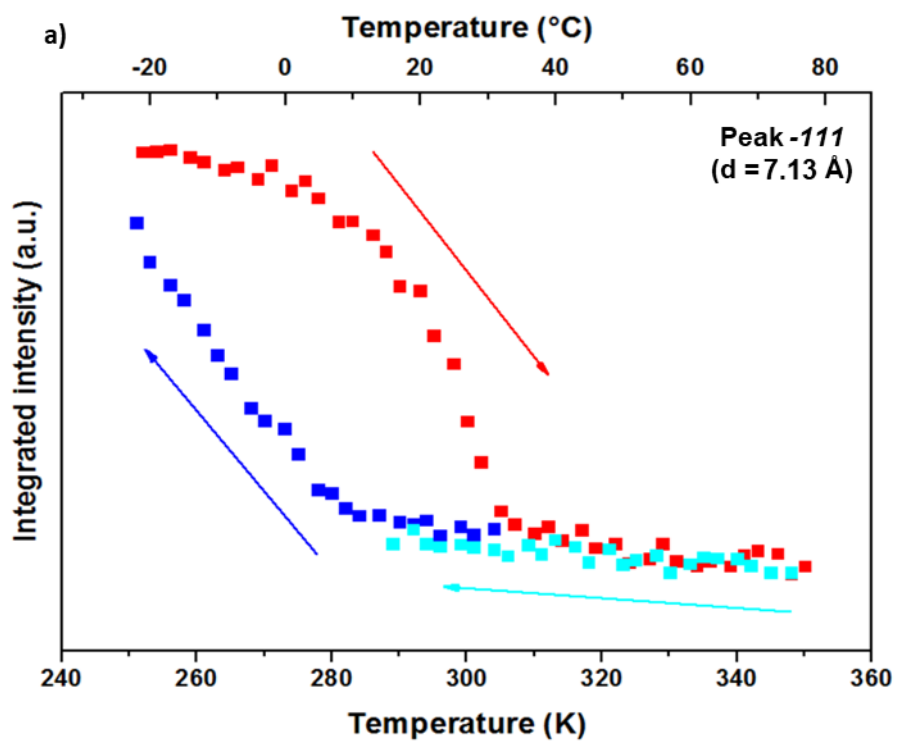 a)
Temperature (°C)
-20 0 20 40 60 80
Peak -111
(d = 7.13 Å)
Integrated intensity (a.u.)
240 260 280 300 320 340 360
Temperature (K)